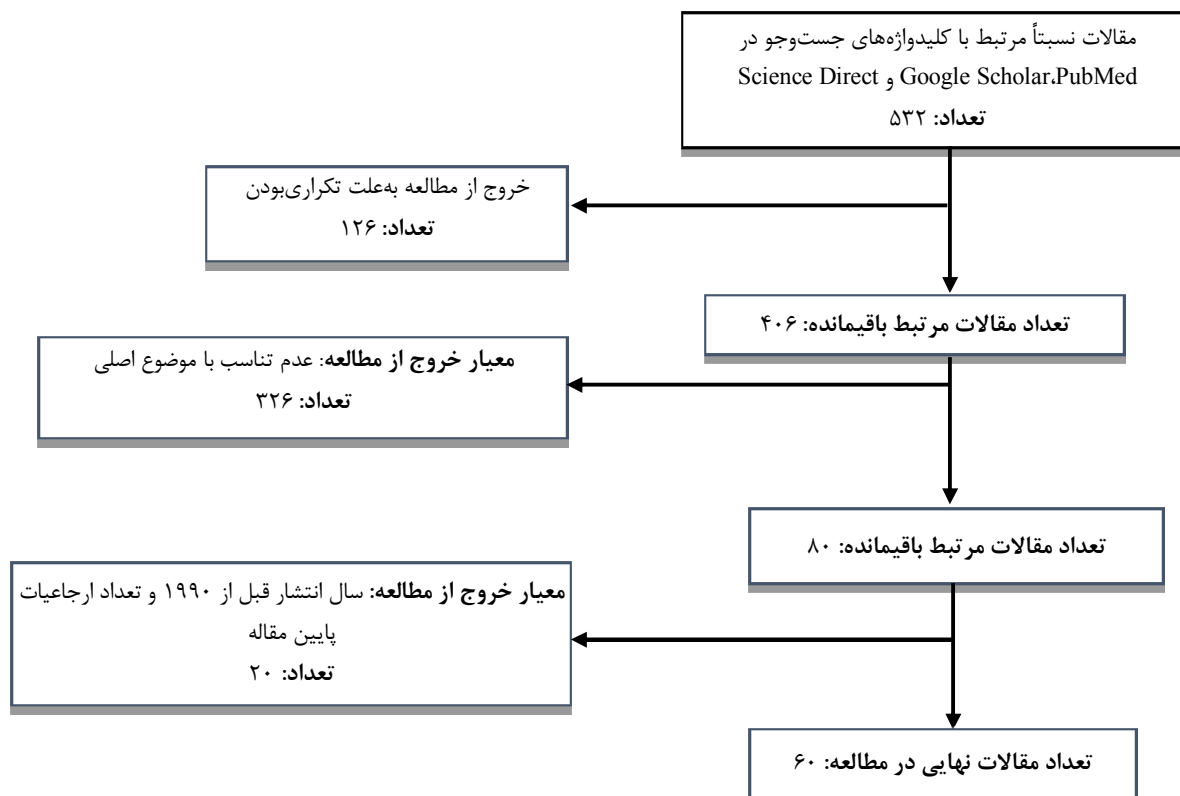 مقالات نسبتاً مرتبط با کلیدواژه‌های جست‌وجو در
Google Scholar،PubMed و Science Direct
تعداد: ۵۳۲
خروج از مطالعه به‌علت تکراری‌بودن
تعداد: ۱۲۶
تعداد مقالات مرتبط باقیمانده: ۴۰۶
معیار خروج از مطالعه: عدم تناسب با موضوع اصلی
تعداد: ۳۲۶
تعداد مقالات مرتبط باقیمانده: ۸۰
معیار خروج از مطالعه: سال انتشار قبل از ۱۹۹۰ و تعداد ارجاعیات
پایین مقاله
تعداد: ۲۰
تعداد مقالات نهایی در مطالعه: ۶۰